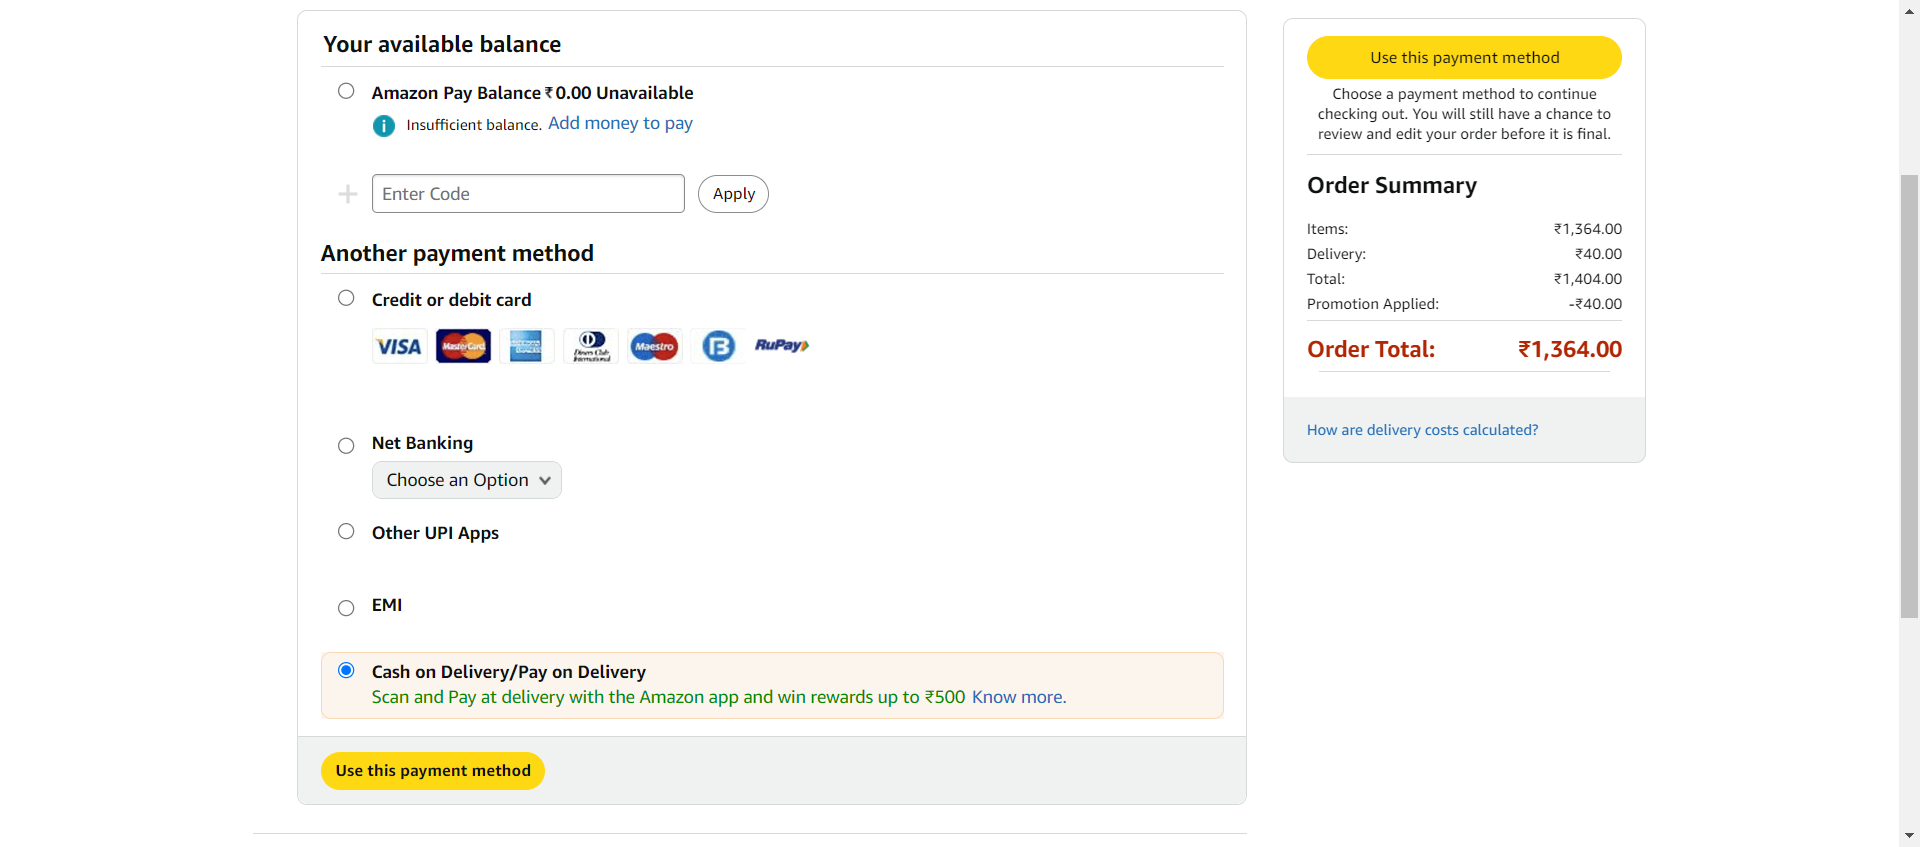 Your available balance
Amazon Pay Balance ₹0.00 Unavailable
Insufficient balance. Add money to pay
Enter Code
Apply
Another payment method
Credit or debit card
VISA MasterCard AMERICAN EXPRESS Diners Club International Maestro B RuPay
Net Banking
Choose an Option
Other UPI Apps
EMI
Cash on Delivery/Pay on Delivery
Scan and Pay at delivery with the Amazon app and win rewards up to ₹500 Know more.
Use this payment method
Use this payment method
Choose a payment method to continue
checking out. You will still have a chance to
review and edit your order before it is final.
Order Summary
Items: ₹1,364.00
Delivery: ₹40.00
Total: ₹1,404.00
Promotion Applied: -₹40.00
Order Total: ₹1,364.00
How are delivery costs calculated?